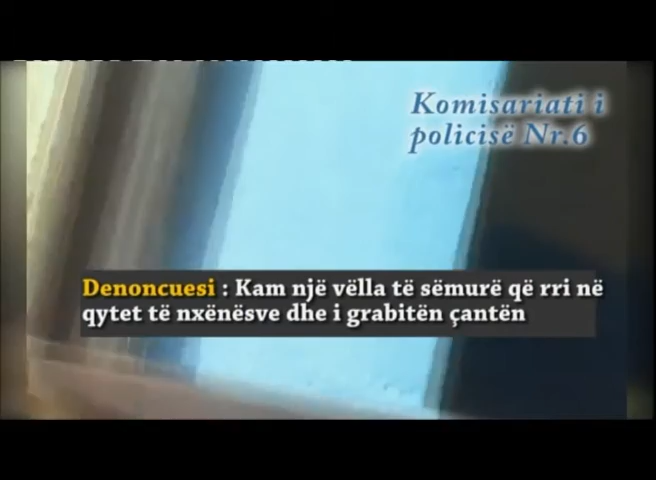 Komisariati i
policisë Nr.6
Denoncuesi : Kam një vëlla të sëmurë që rri në
qytet të nxënësve dhe i grabitën çantën